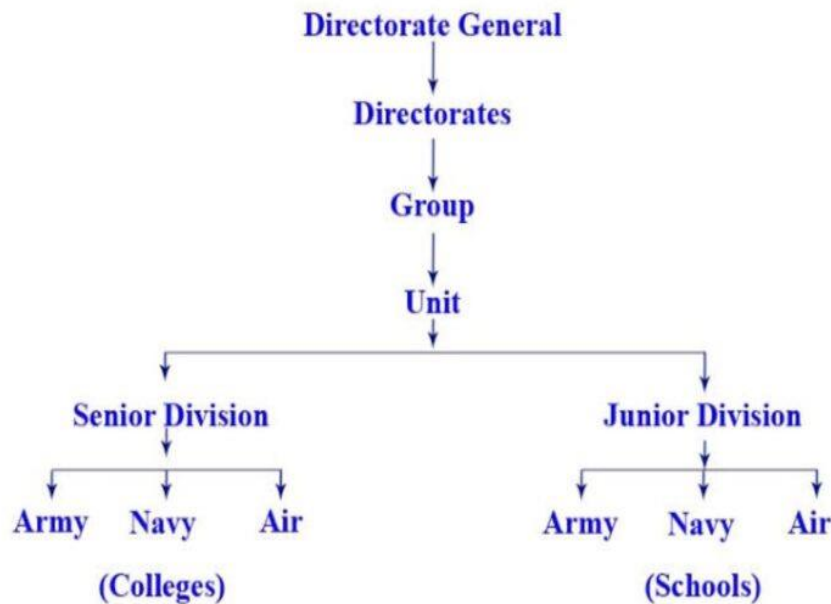 Directorate General
Directorates
Group
Unit
Senior Division Junior Division
Army Navy Air Army Navy Air
(Colleges) (Schools)